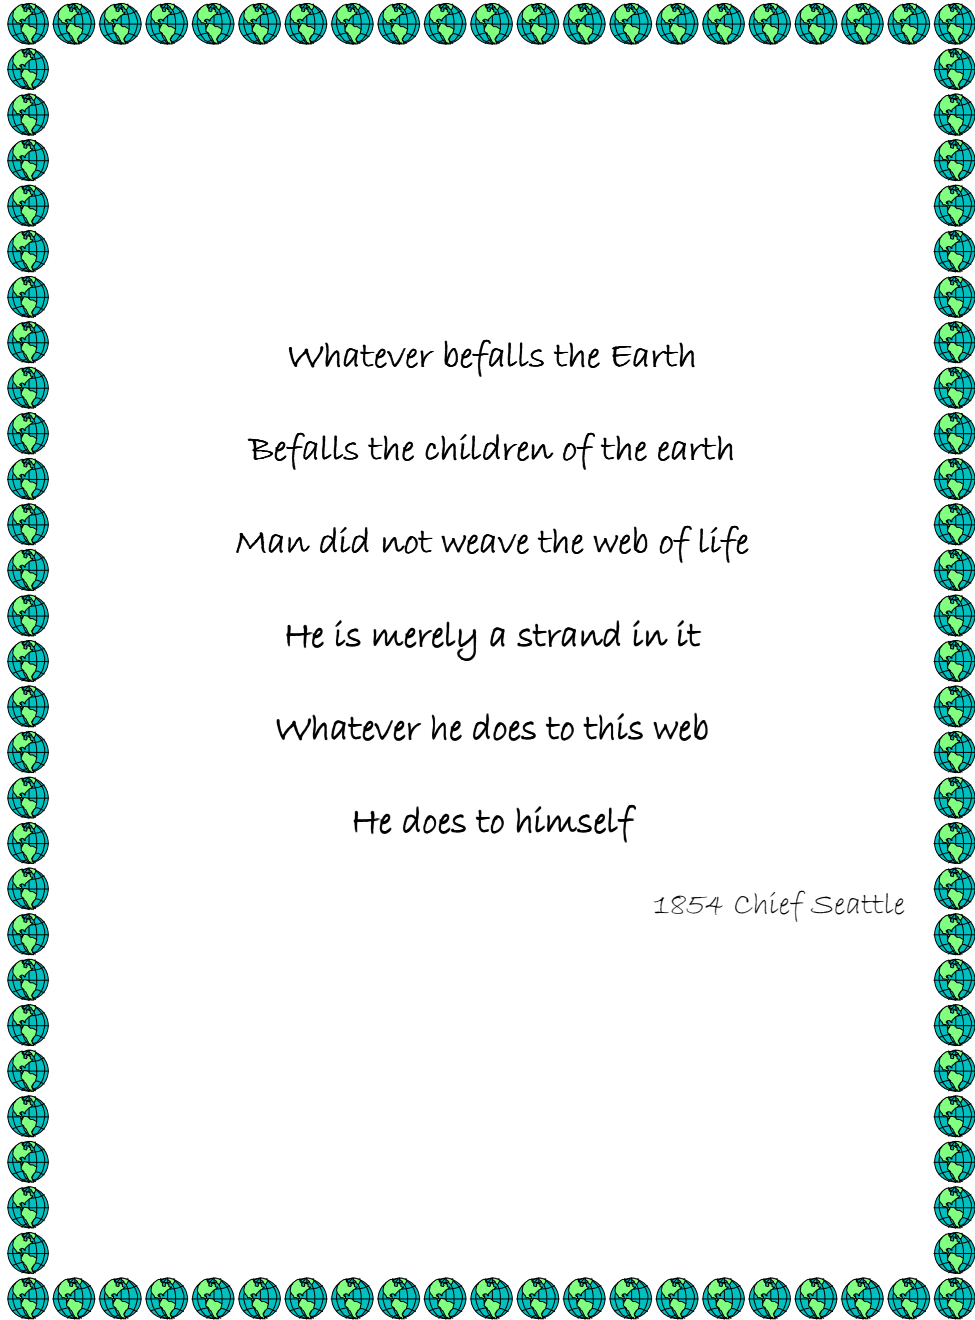 Whatever befalls the Earth
Befalls the children of the earth
Man did not weave the web of life
He is merely a strand in it
Whatever he does to this web
He does to himself
1854 Chief Seattle